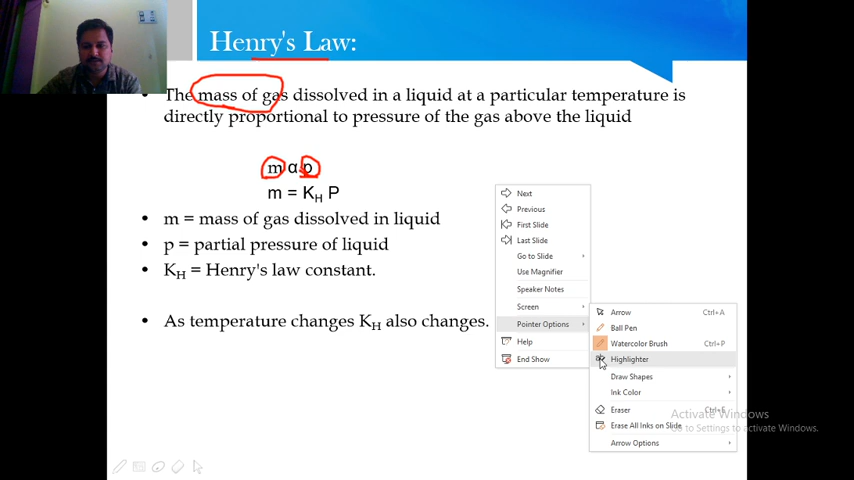 Henry's Law:
• The mass of gas dissolved in a liquid at a particular temperature is
directly proportional to pressure of the gas above the liquid
m α p
m = K_H P
• m = mass of gas dissolved in liquid
• p = partial pressure of liquid
• K_H = Henry's law constant.
• As temperature changes K_H also changes.
Next
Previous
First Slide
Last Slide
Go to Slide
Use Magnifier
Speaker Notes
Screen
Pointer Options
Help
End Show
Arrow Ctrl+A
Ball Pen
Watercolor Brush Ctrl+P
Highlighter
Draw Shapes
Ink Color
Eraser Ctrl+E
Erase All Inks on Slide
Arrow Options
Activate Windows
Go to Settings to activate Windows.